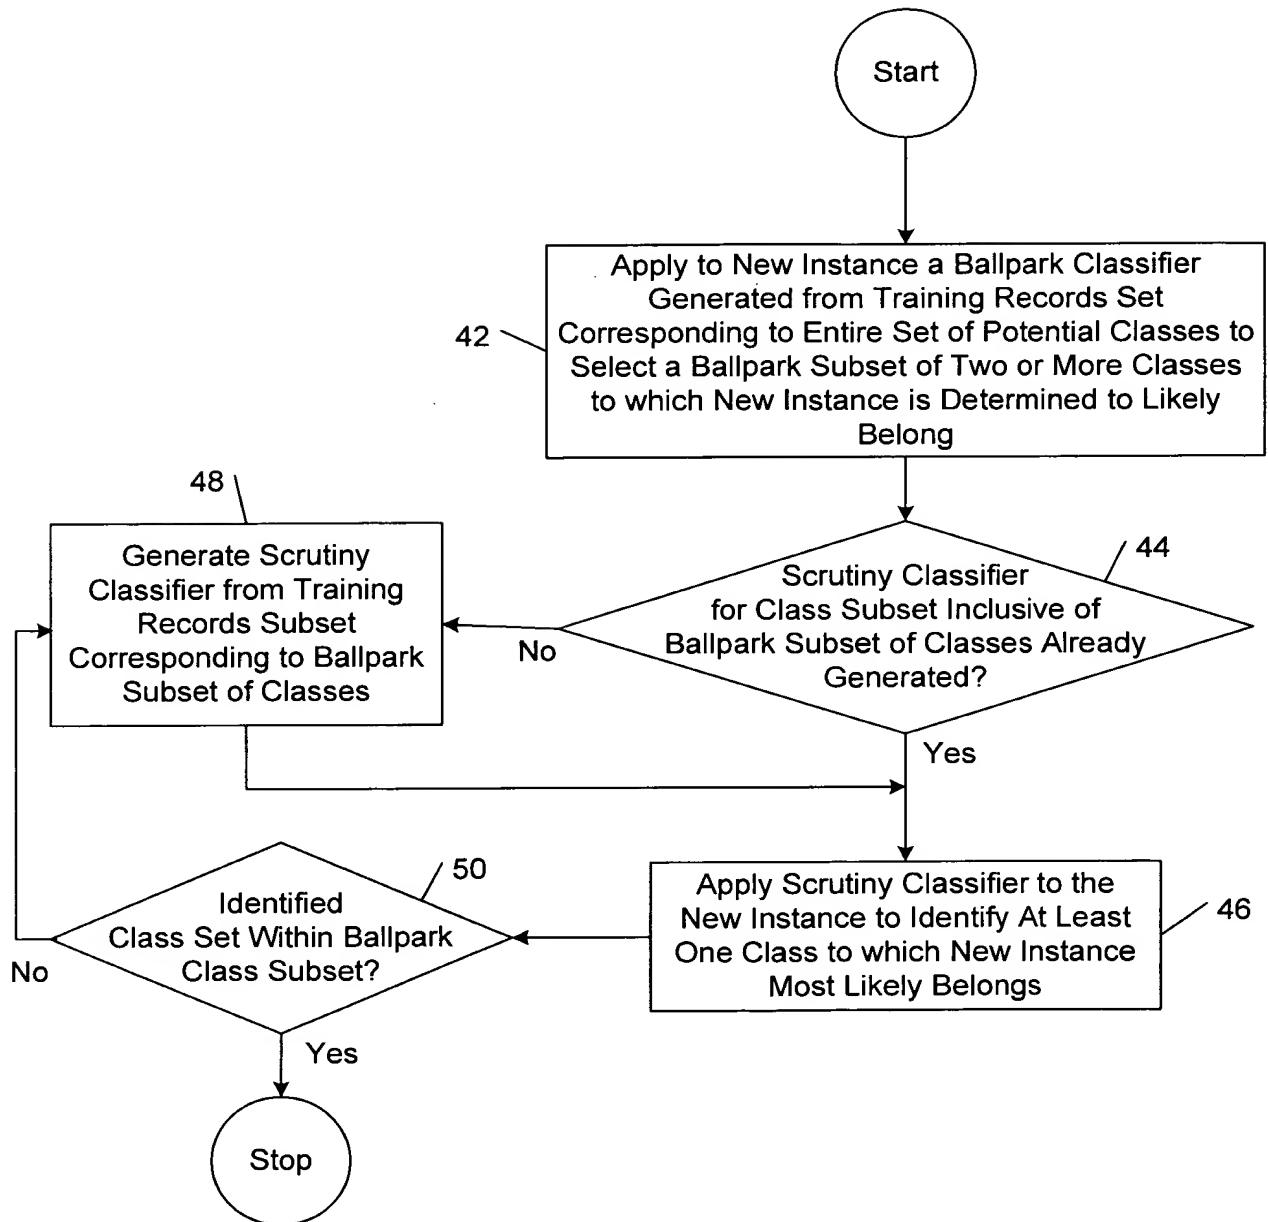 Start
Apply to New Instance a Ballpark Classifier
Generated from Training Records Set
Corresponding to Entire Set of Potential Classes to
Select a Ballpark Subset of Two or More Classes
to which New Instance is Determined to Likely
Belong
42
48
Generate Scrutiny
Classifier from Training
Records Subset
Corresponding to Ballpark
Subset of Classes
44
Scrutiny Classifier
for Class Subset Inclusive of
Ballpark Subset of Classes Already
Generated?
No
Yes
50
Identified
Class Set Within Ballpark
Class Subset?
No
Yes
Apply Scrutiny Classifier to the
New Instance to Identify At Least
One Class to which New Instance
Most Likely Belongs
46
Stop